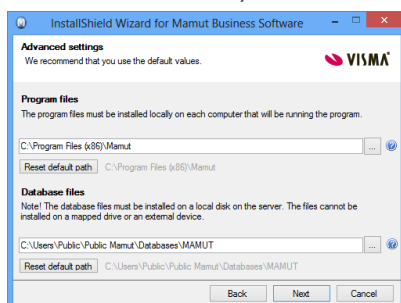 InstallShield Wizard for Mamut Business Software
Advanced settings
We recommend that you use the default values.
VISMA
Program files
The program files must be installed locally on each computer that will be running the program.
C:\Program Files (x86)\Mamut
...
Reset default path C:\Program Files (x86)\Mamut
Database files
Note! The database files must be installed on a local disk on the server. The files cannot be
installed on a mapped drive or an external device.
C:\Users\Public\Public Mamut\Databases\MAMUT
...
Reset default path C:\Users\Public\Public Mamut\Databases\MAMUT
Back Next Cancel